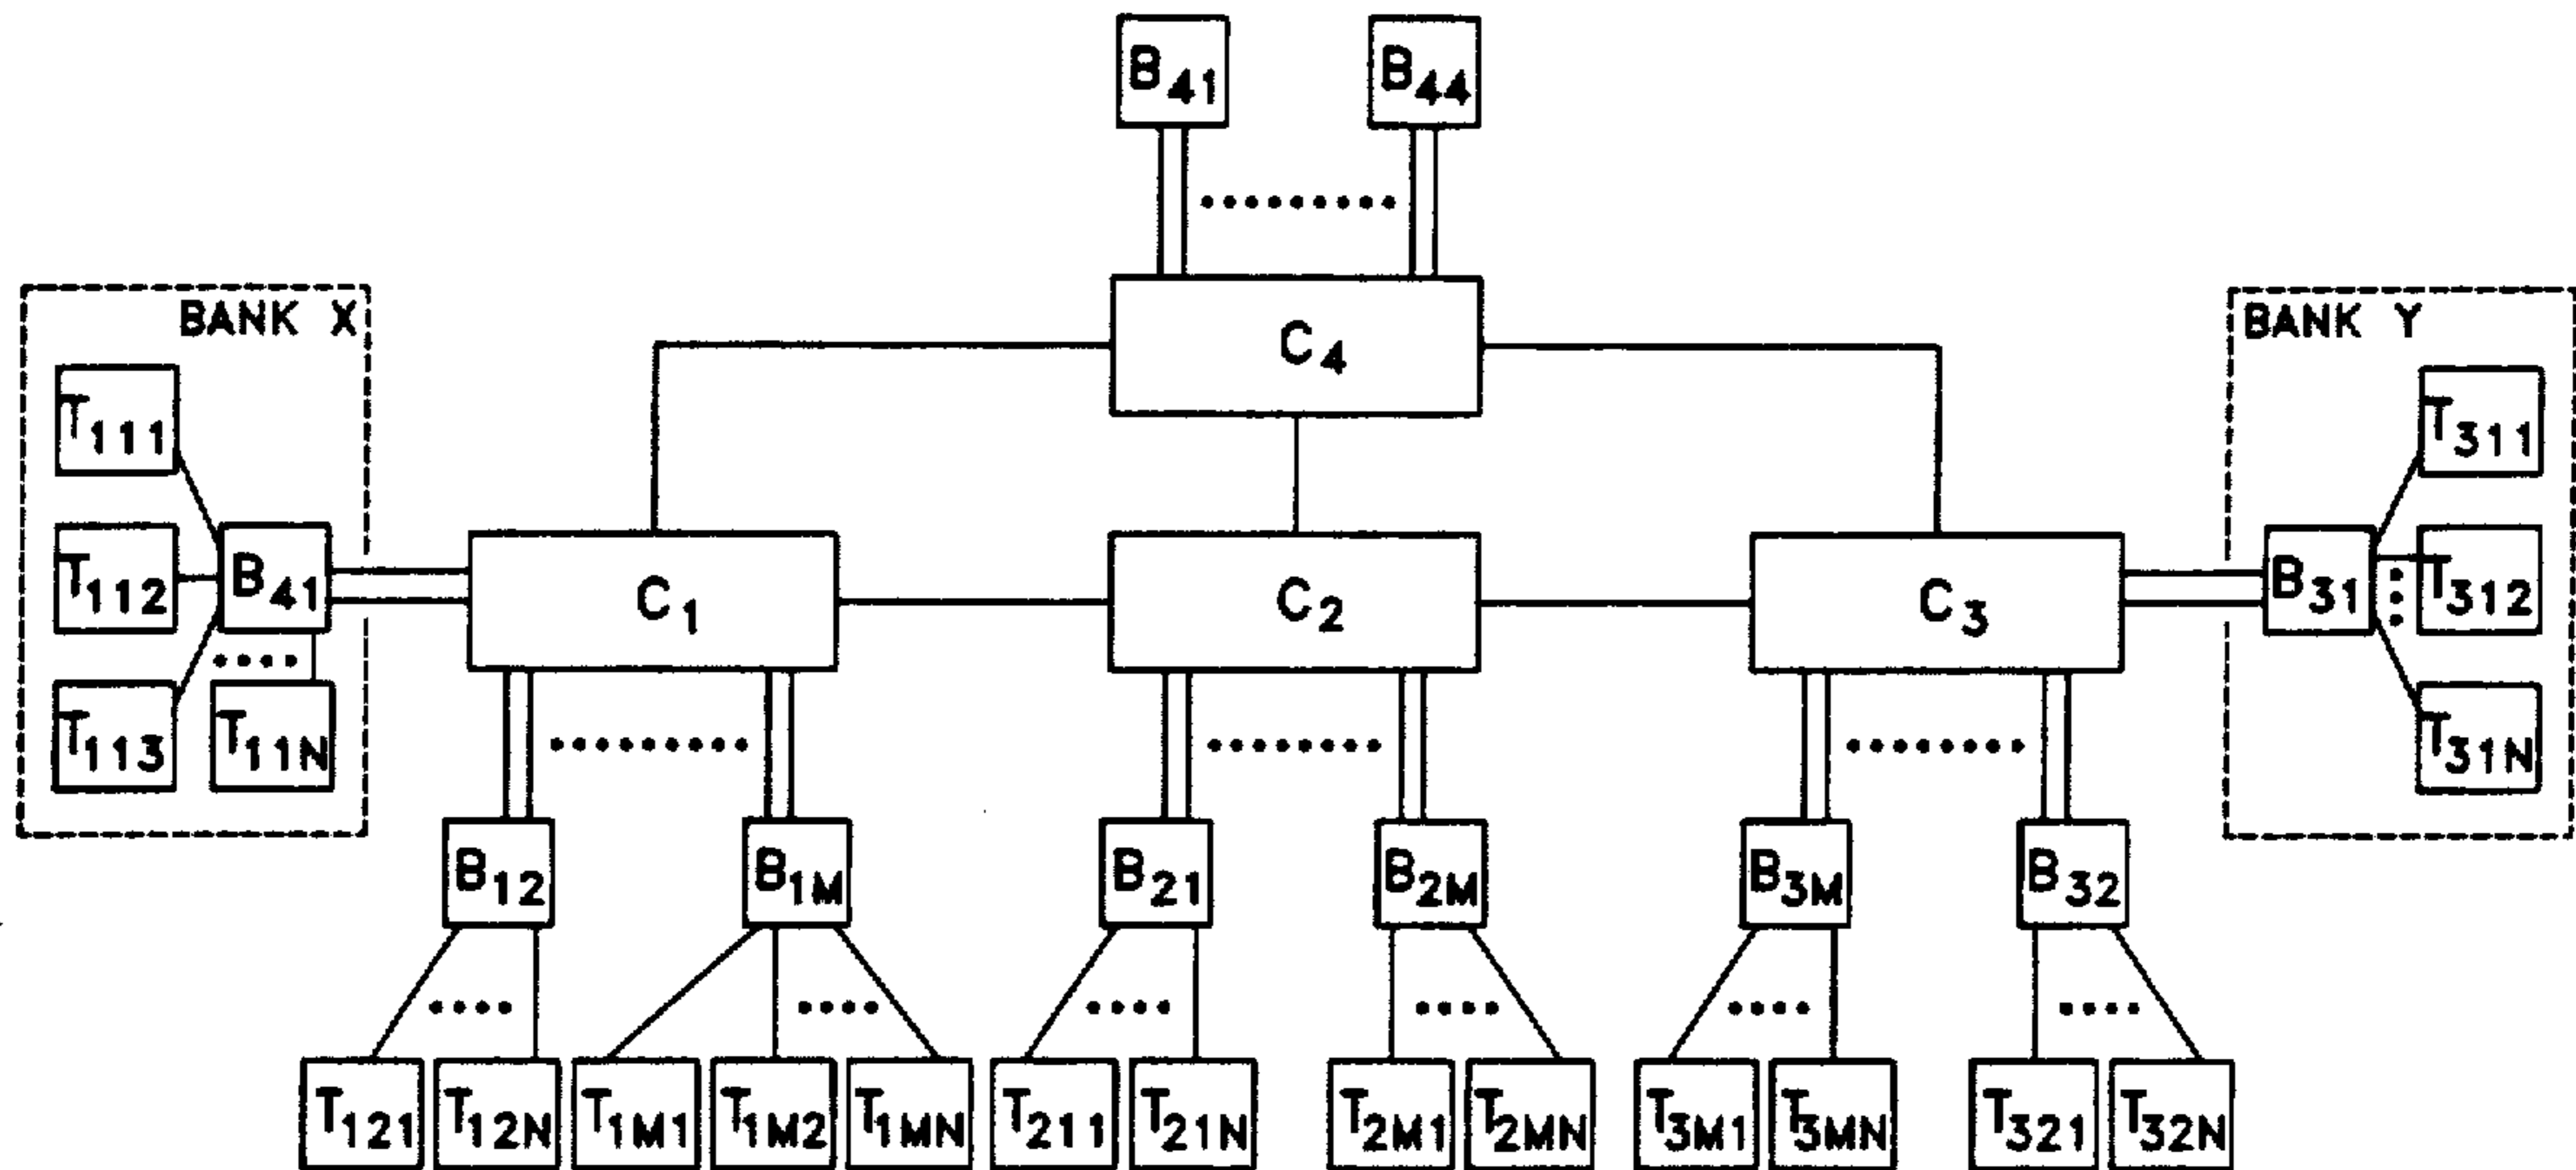 B41 B44
BANK X
BANK Y
C4
T111
T311
T112 B41 C1 C2 C3 B31 T312
T113 T11N
T31N
B12 B1M B21 B2M B3M B32
T121 T12N T1M1 T1M2 T1MN T211 T21N T2M1 T2MN T3M1 T3MN T321 T32N